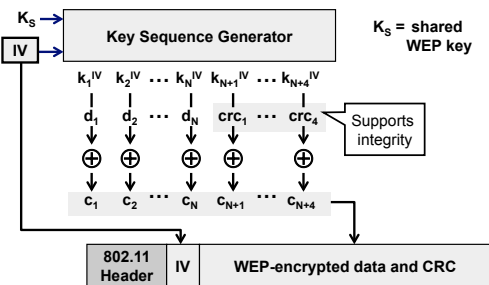 K_S
Key Sequence Generator
K_S = shared
WEP key
IV
k_1^IV k_2^IV ... k_N^IV k_N+1^IV ... k_N+4^IV
d_1 d_2 ... d_N crc_1 ... crc_4
Supports
integrity
c_1 c_2 ... c_N c_N+1 ... c_N+4
802.11
Header
IV
WEP-encrypted data and CRC